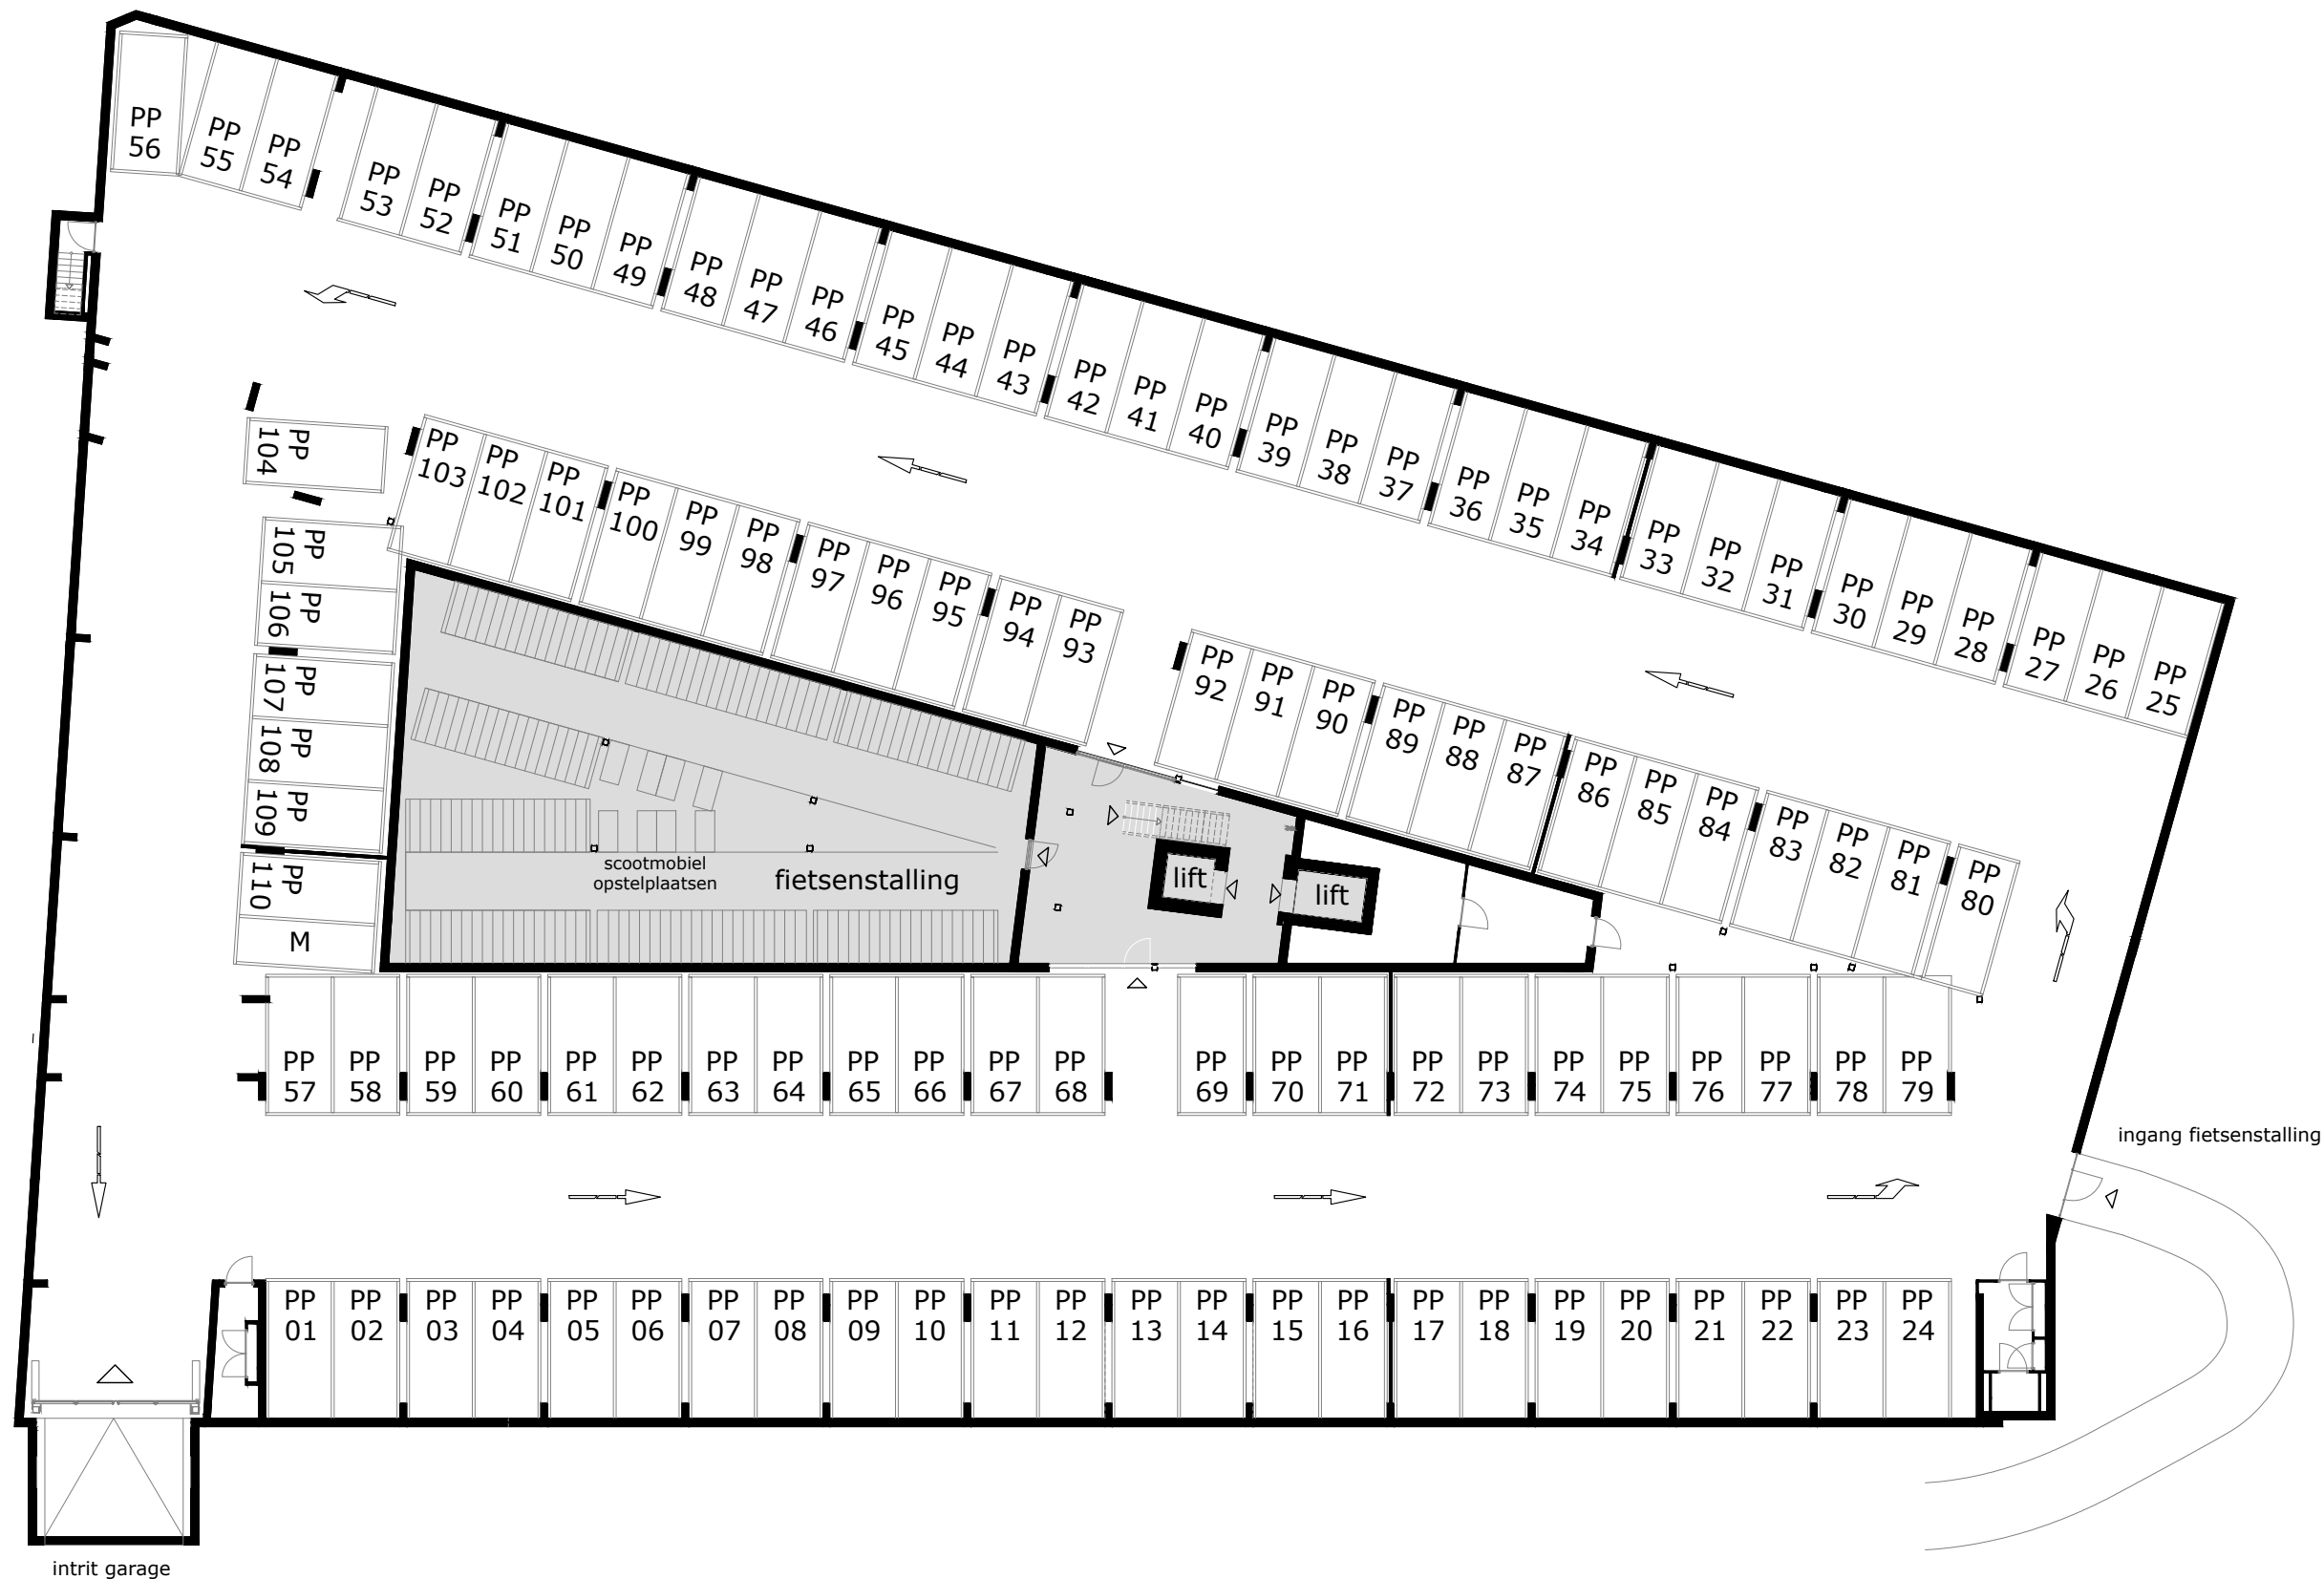 PP
56
PP
55
PP
54
PP
53
PP
52
PP
51
PP
50
PP
49
PP
48
PP
47
PP
46
PP
45
PP
44
PP
43
PP
42
PP
41
PP
40
PP
39
PP
38
PP
37
PP
36
PP
35
PP
34
PP
33
PP
32
PP
31
PP
30
PP
29
PP
28
PP
27
PP
26
PP
25
PP
104
PP
103
PP
102
PP
101
PP
100
PP
99
PP
98
PP
97
PP
96
PP
95
PP
94
PP
93
PP
92
PP
91
PP
90
PP
89
PP
88
PP
87
PP
86
PP
85
PP
84
PP
83
PP
82
PP
81
PP
80
PP
105
PP
106
PP
107
PP
108
PP
109
PP
110
M
scootmobiel
opstelplaatsen
fietsenstalling
lift
lift
PP
57
PP
58
PP
59
PP
60
PP
61
PP
62
PP
63
PP
64
PP
65
PP
66
PP
67
PP
68
PP
69
PP
70
PP
71
PP
72
PP
73
PP
74
PP
75
PP
76
PP
77
PP
78
PP
79
ingang fietsenstalling
PP
01
PP
02
PP
03
PP
04
PP
05
PP
06
PP
07
PP
08
PP
09
PP
10
PP
11
PP
12
PP
13
PP
14
PP
15
PP
16
PP
17
PP
18
PP
19
PP
20
PP
21
PP
22
PP
23
PP
24
intrit garage